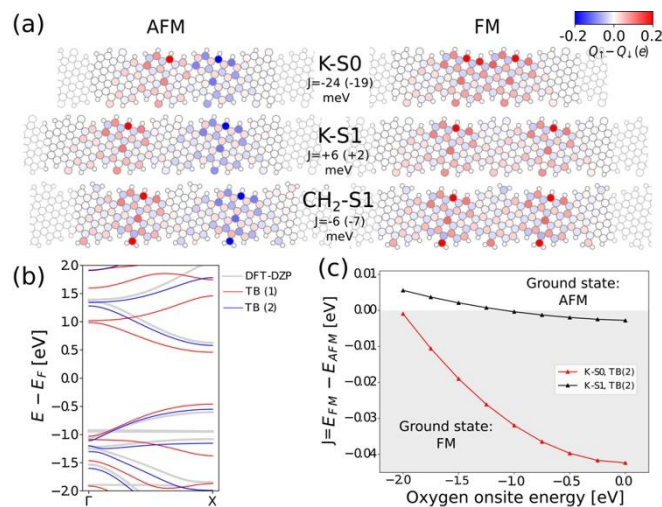 (a)
AFM
FM
-0.2 0.0 0.2
Q↑ − Q↓(e)
K-S0
J=-24 (-19)
meV
K-S1
J=+6 (+2)
meV
CH₂-S1
J=-6 (-7)
meV
(b)
E − E_F [eV]
2.0
1.5
1.0
0.5
0.0
-0.5
-1.0
-1.5
-2.0
Γ X
DFT-DZP
TB (1)
TB (2)
(c)
J=E_FM − E_AFM [eV]
0.01
0.00
−0.01
−0.02
−0.03
−0.04
Ground state:
AFM
K-S0, TB(2)
K-S1, TB(2)
Ground state:
FM
-2.0 -1.5 -1.0 -0.5 0.0
Oxygen onsite energy [eV]